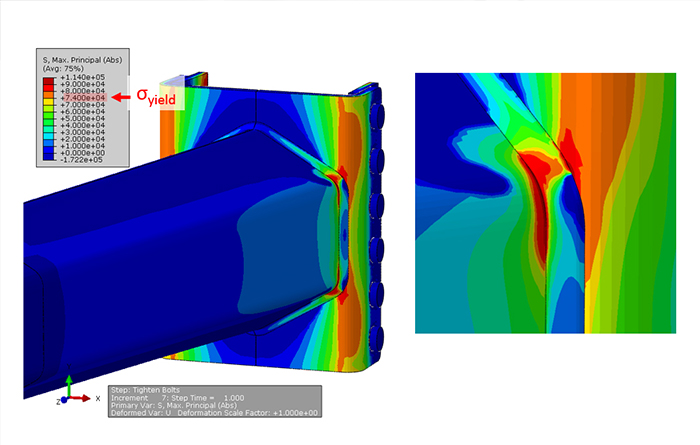 S, Max. Principal (Abs)
(Avg: 75%)
+1.140e+05
+9.000e+04
+8.000e+04
+7.400e+04
+7.000e+04
+6.000e+04
+5.000e+04
+4.000e+04
+3.000e+04
+2.000e+04
+1.000e+04
+0.000e+00
-1.722e+05
σyield
Z X
Step: Tighten Bolts
Increment 7: Step Time = 1.000
Primary Var: S, Max. Principal (Abs)
Deformed Var: U Deformation Scale Factor: +1.000e+00